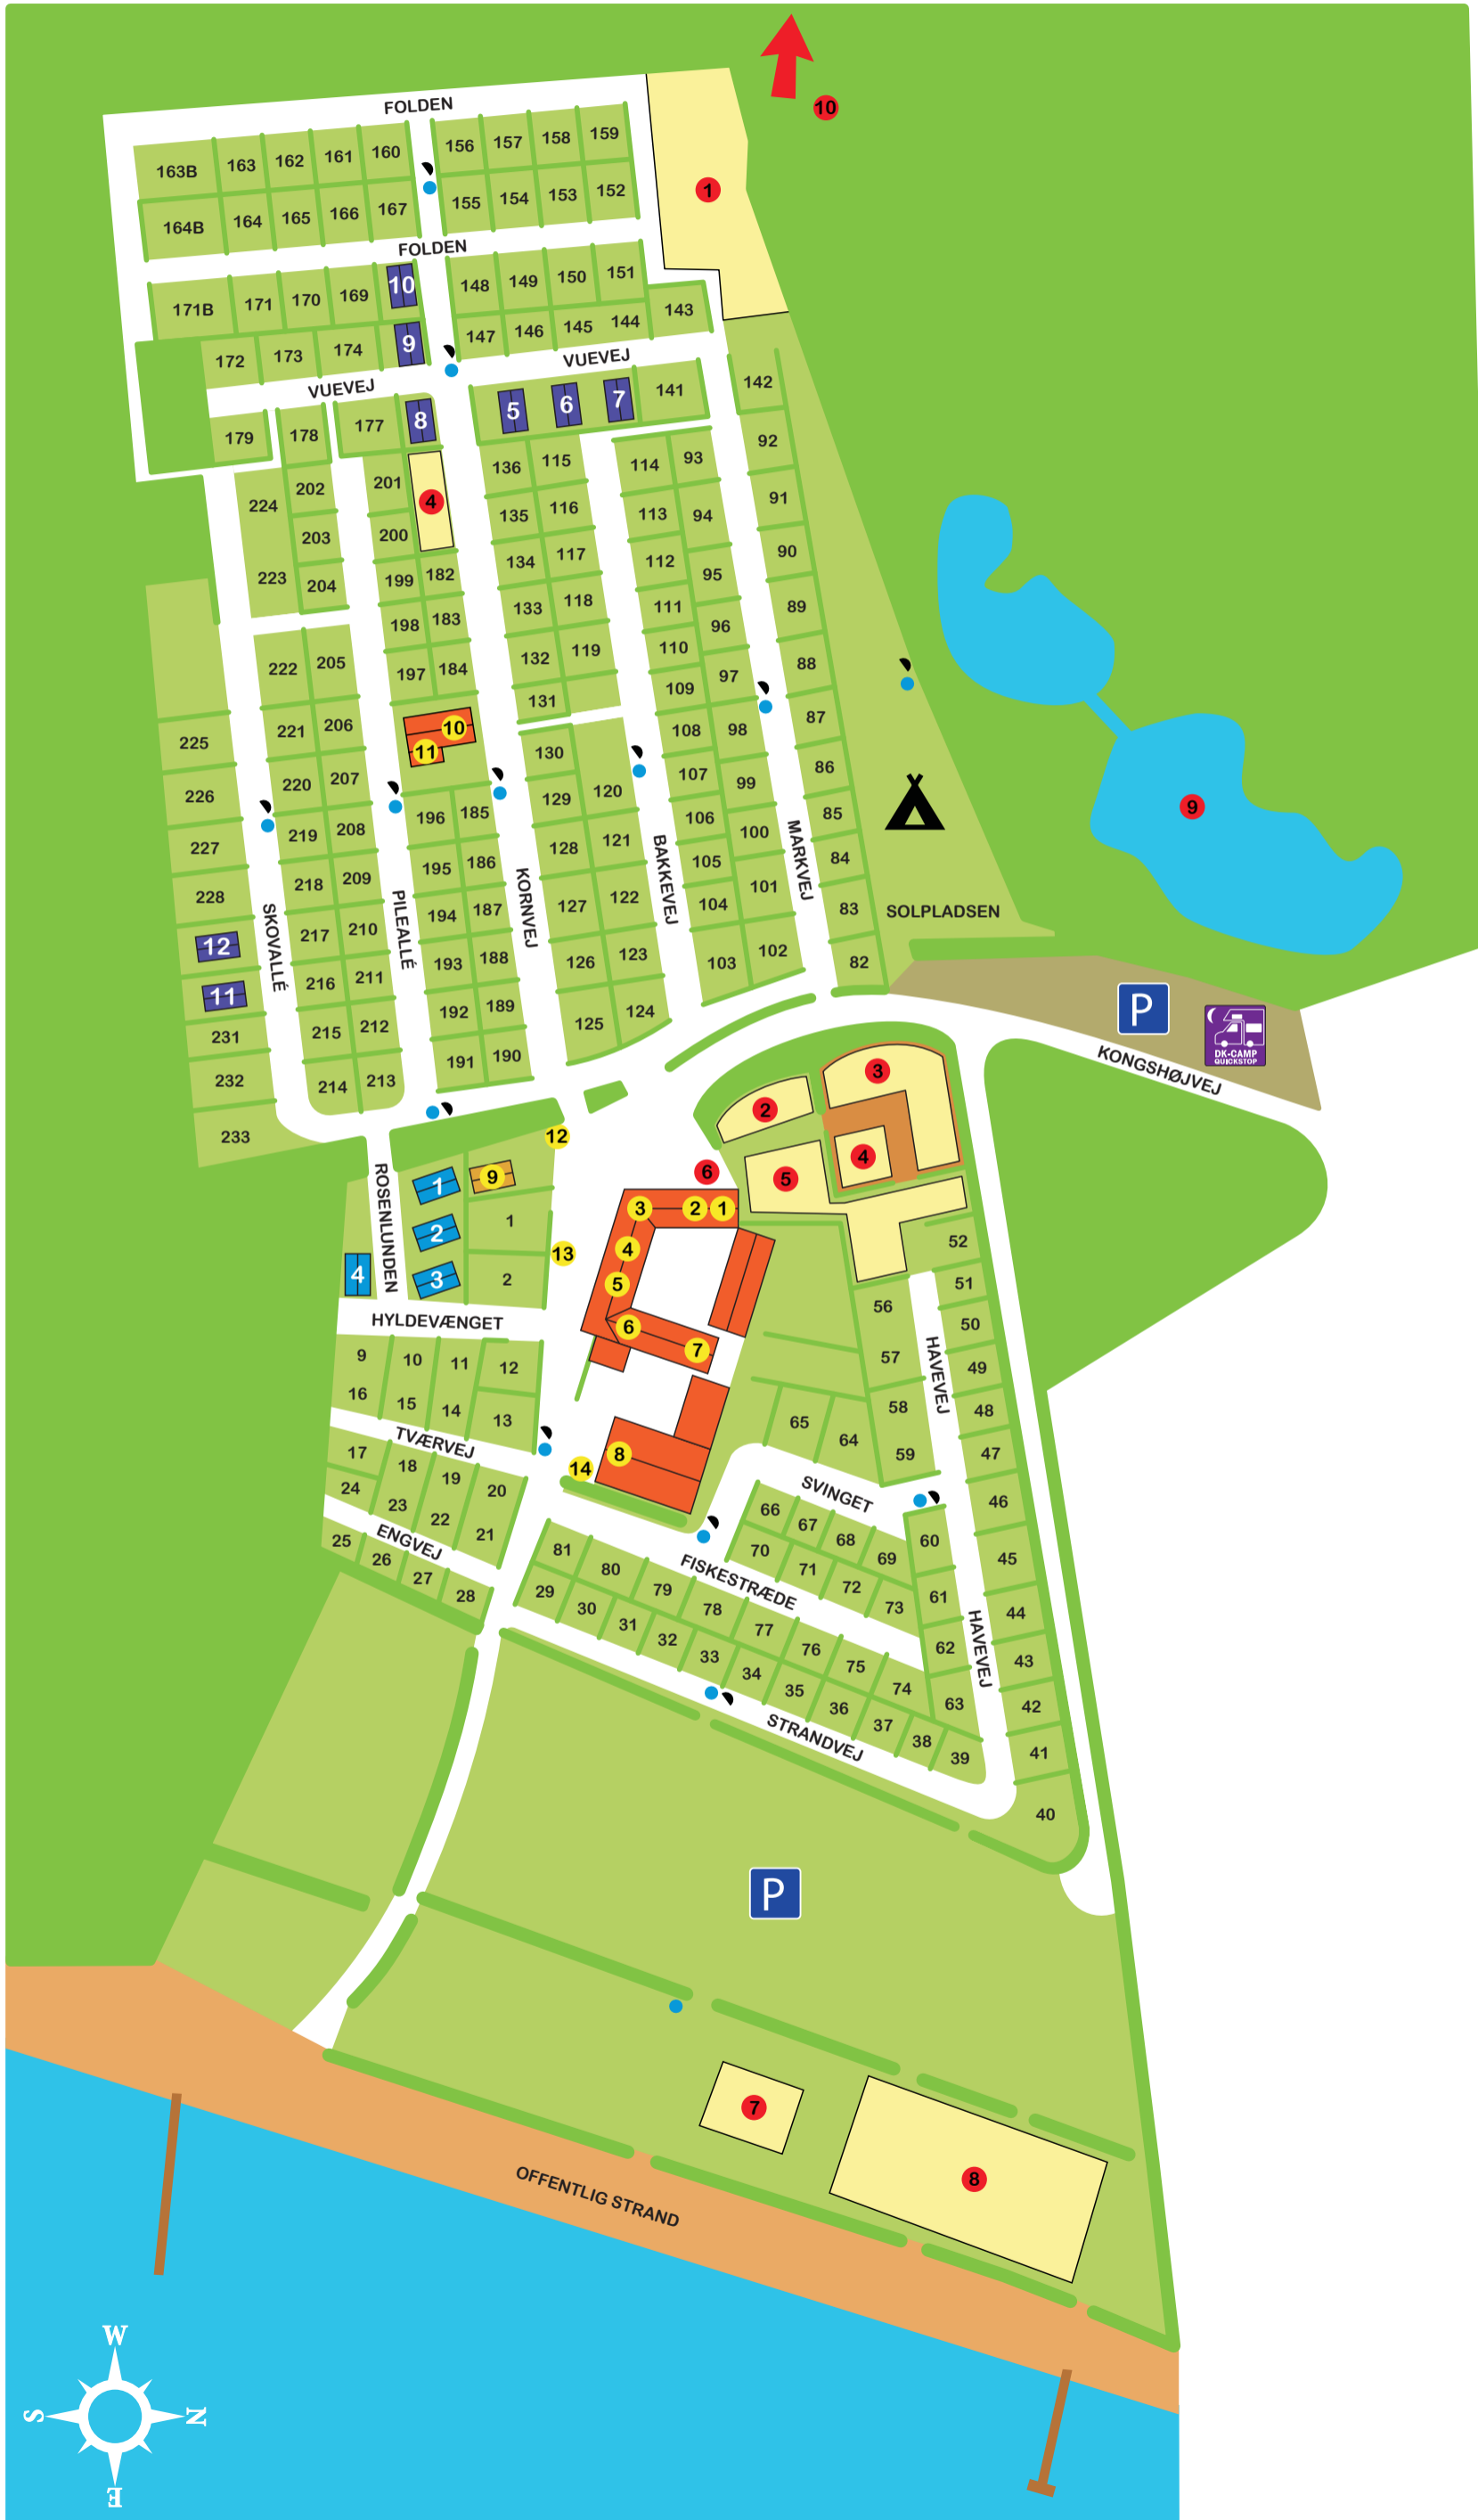 10
FOLDEN
163B 163 162 161 160 156 157 158 159
1
164B 164 165 166 167 155 154 153 152
FOLDEN
171B 171 170 169 10 148 149 150 151
143
172 173 174 9 147 146 145 144
VUEVEJ VUEVEJ
179 178 177 8 5 6 7 141 142
224 202 201 4 136 115 114 93 92
203 200 135 116 113 94 91
223 204 199 182 134 117 112 95 90
198 183 133 118 111 96 89
222 205 197 184 132 119 110 97 88
131 109
225 221 206 10 130 108 98 87
11
226 220 207 196 185 129 120 107 99 86
9
227 219 208 195 186 128 121 106 100 85
105 84
228 218 209 194 187 127 122 104 101 83
SKOVALLÉ PILEALLÉ KORNVEJ BAKKEVEJ MARKVEJ
SOLPLADSEN
12 217 210 193 188 126 123 103 102 82
11 216 211 192 189 125 124
231 215 212 191 190
232 214 213
233
P
DK-CAMP
QUICKSTOP
KONGSHØJVEJ
3
2
4
5
6
12
ROSENLUNDEN
1 9
2 1
3 2
4
13
3 2 1
4
5
6
7
8
14
52
51
50
49
48
47
46
45
44
43
42
41
40
56
57
58
59
HAVEVEJ
65 64
HYLDEVÆNGET
9 10 11 12
16 15 14 13
TVÆRVEJ
17 18 19 20
24 23 22 21
ENGVEJ
25 26 27 28
SVINGET
66 67 68 69 60
70 71 72 73 61
62
63
HAVEVEJ
FISKESTRÆDE
81 80 79 78 77 76 75 74
29 30 31 32 33 34 35 36 37 38 39
STRANDVEJ
P
7
8
OFFENTLIG STRAND
W
S N
E